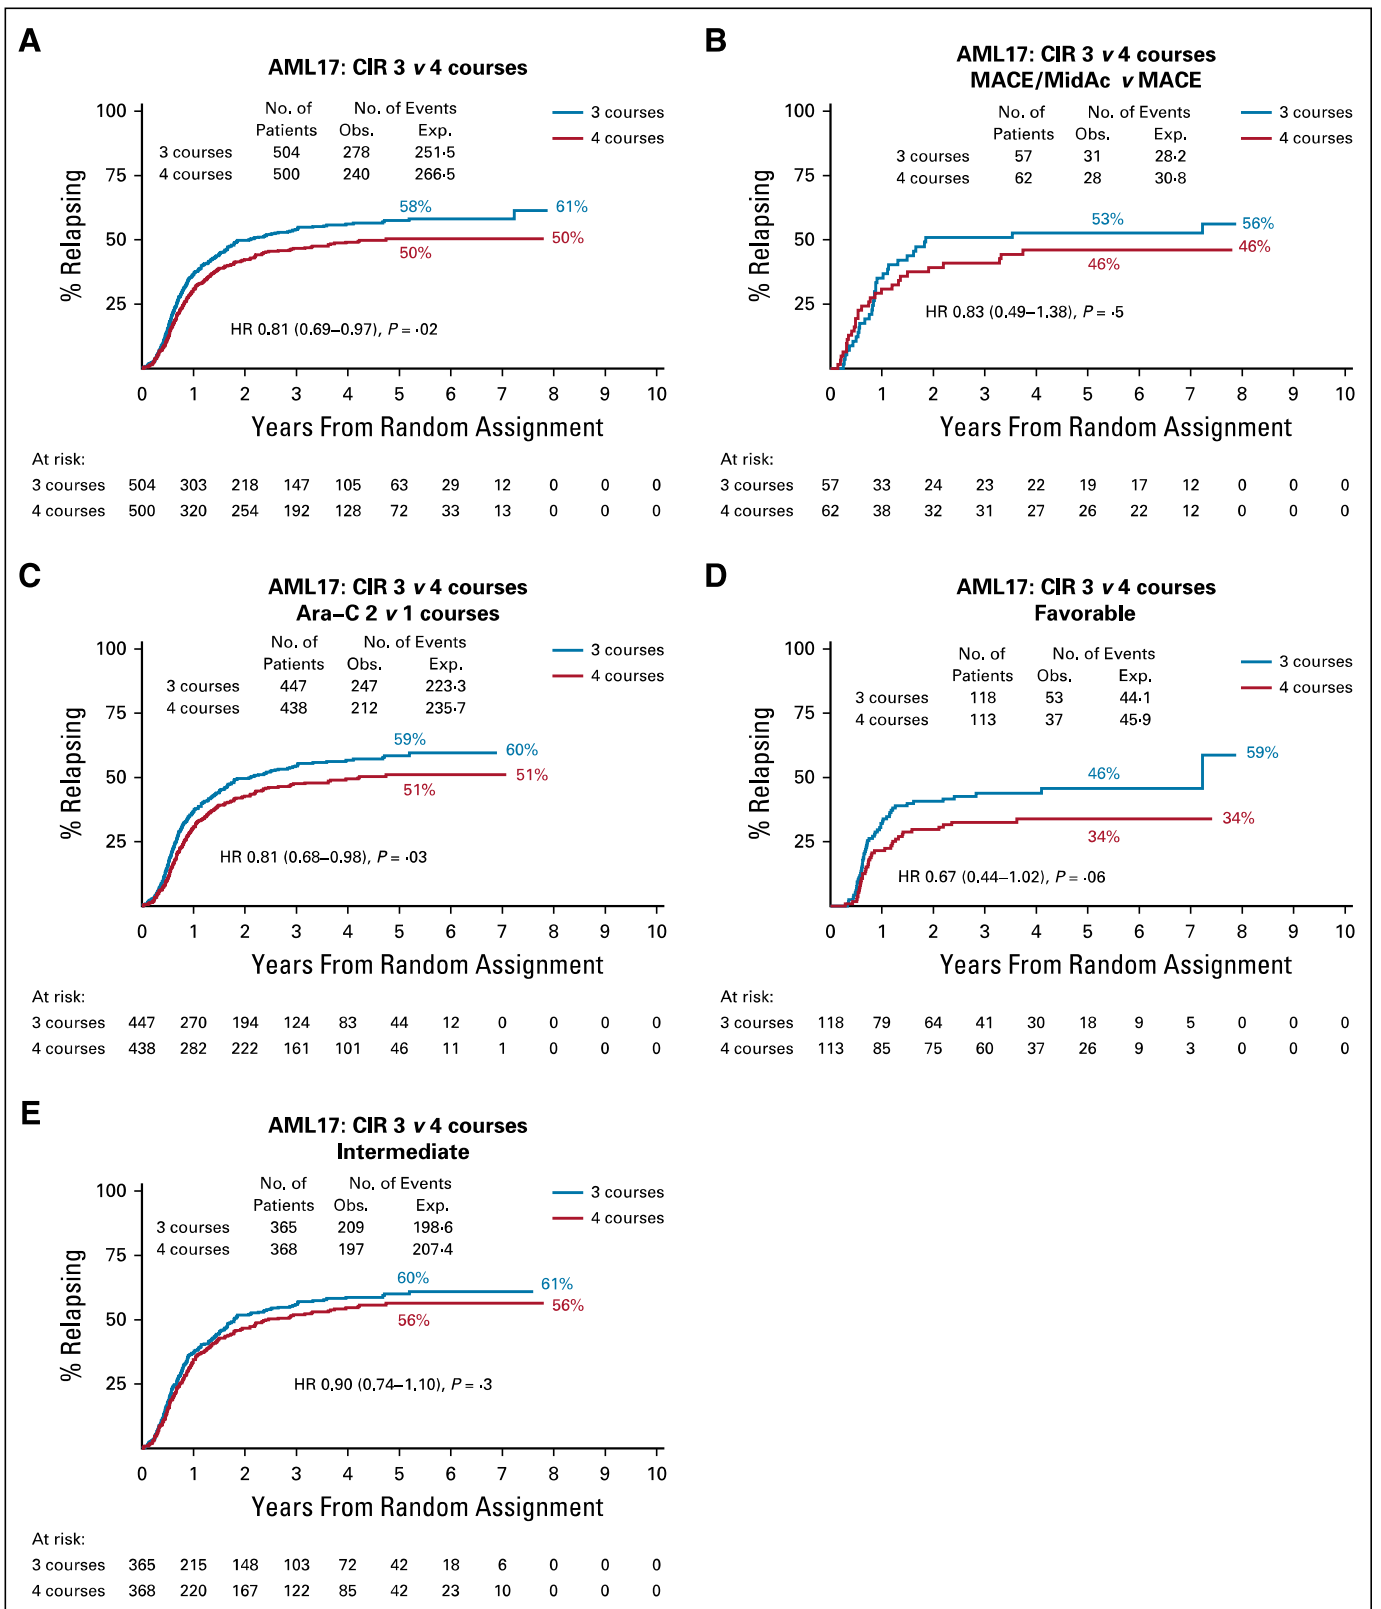 A
AML17: CIR 3 v 4 courses
No. of No. of Events
Patients Obs. Exp.
3 courses 504 278 251·5
4 courses 500 240 266·5
3 courses
4 courses
100
75
50
25
% Relapsing
58%
61%
50%
50%
HR 0.81 (0.69–0.97), P = ·02
0 1 2 3 4 5 6 7 8 9 10
Years From Random Assignment
At risk:
3 courses 504 303 218 147 105 63 29 12 0 0 0
4 courses 500 320 254 192 128 72 33 13 0 0 0
B
AML17: CIR 3 v 4 courses
MACE/MidAc v MACE
No. of No. of Events
Patients Obs. Exp.
3 courses 57 31 28·2
4 courses 62 28 30·8
3 courses
4 courses
100
75
50
25
% Relapsing
53%
56%
46%
46%
HR 0.83 (0.49–1.38), P = ·5
0 1 2 3 4 5 6 7 8 9 10
Years From Random Assignment
At risk:
3 courses 57 33 24 23 22 19 17 12 0 0 0
4 courses 62 38 32 31 27 26 22 12 0 0 0
C
AML17: CIR 3 v 4 courses
Ara–C 2 v 1 courses
No. of No. of Events
Patients Obs. Exp.
3 courses 447 247 223·3
4 courses 438 212 235·7
3 courses
4 courses
100
75
50
25
% Relapsing
59%
60%
51%
51%
HR 0.81 (0.68–0.98), P = ·03
0 1 2 3 4 5 6 7 8 9 10
Years From Random Assignment
At risk:
3 courses 447 270 194 124 83 44 12 0 0 0 0
4 courses 438 282 222 161 101 46 11 1 0 0 0
D
AML17: CIR 3 v 4 courses
Favorable
No. of No. of Events
Patients Obs. Exp.
3 courses 118 53 44·1
4 courses 113 37 45·9
3 courses
4 courses
100
75
50
25
% Relapsing
46%
59%
34%
34%
HR 0.67 (0.44–1.02), P = ·06
0 1 2 3 4 5 6 7 8 9 10
Years From Random Assignment
At risk:
3 courses 118 79 64 41 30 18 9 5 0 0 0
4 courses 113 85 75 60 37 26 9 3 0 0 0
E
AML17: CIR 3 v 4 courses
Intermediate
No. of No. of Events
Patients Obs. Exp.
3 courses 365 209 198·6
4 courses 368 197 207·4
3 courses
4 courses
100
75
50
25
% Relapsing
60%
61%
56%
56%
HR 0.90 (0.74–1.10), P = ·3
0 1 2 3 4 5 6 7 8 9 10
Years From Random Assignment
At risk:
3 courses 365 215 148 103 72 42 18 6 0 0 0
4 courses 368 220 167 122 85 42 23 10 0 0 0